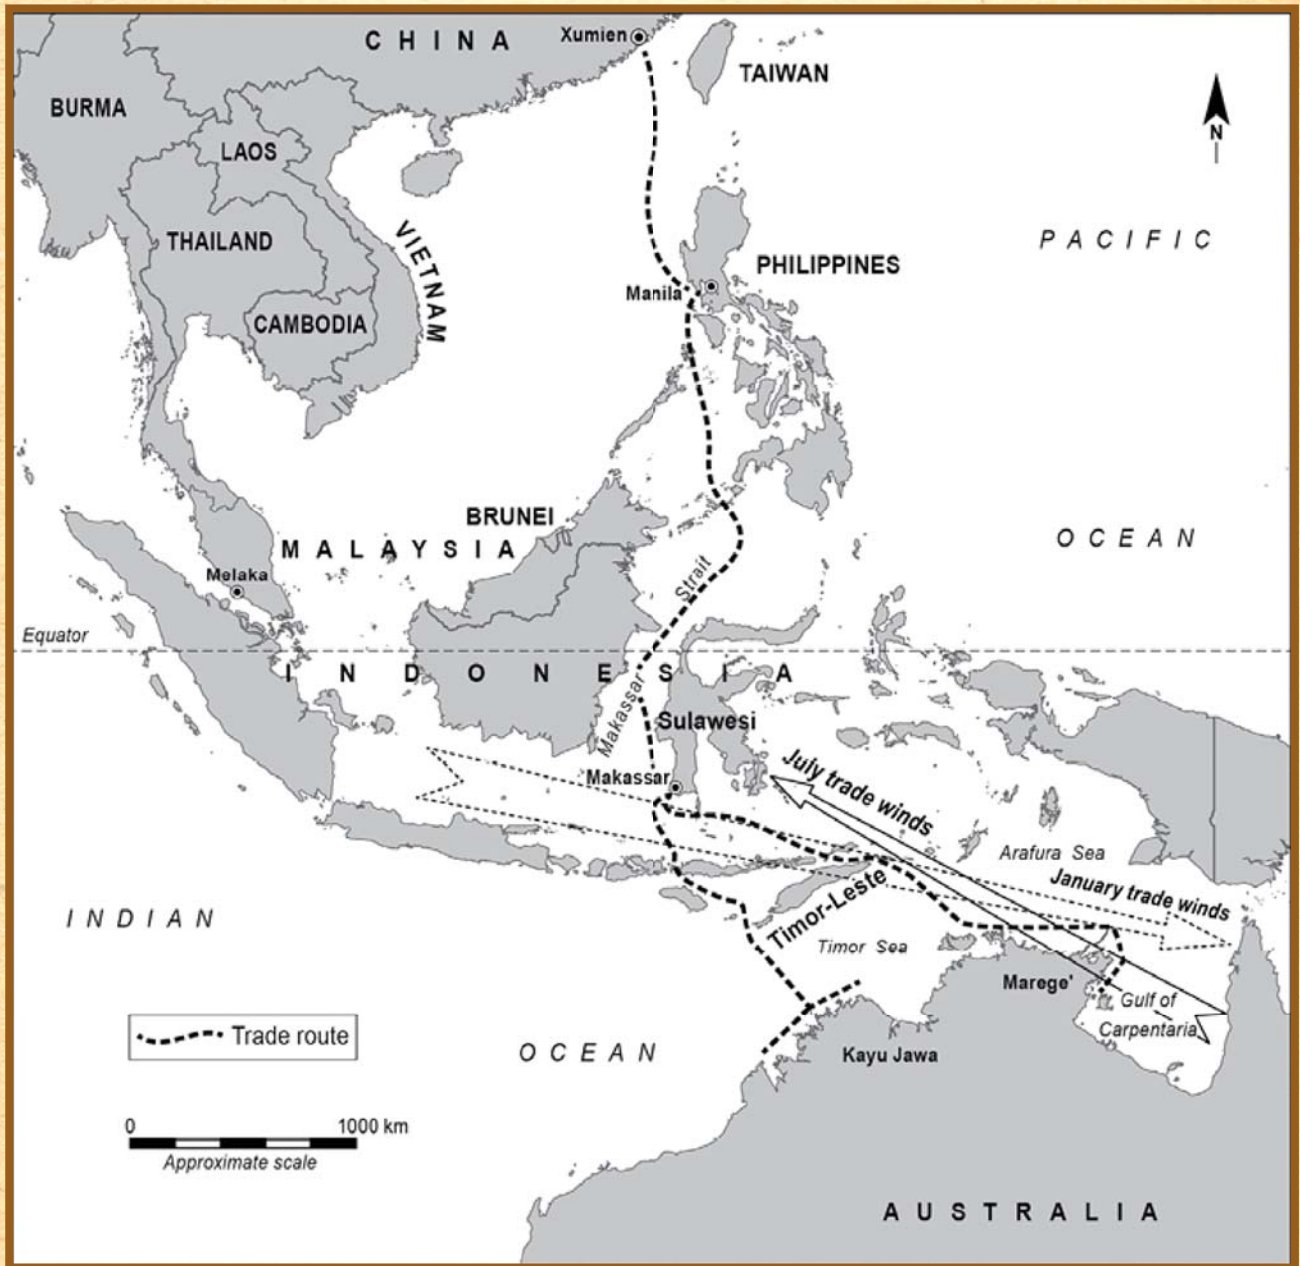 CHINA
Xumien
TAIWAN
BURMA
N
LAOS
THAILAND
VIETNAM
PACIFIC
PHILIPPINES
Manila
CAMBODIA
BRUNEI
MALAYSIA
OCEAN
Melaka
Strait
Equator
INDONESIA
Makassar
Sulawesi
Makassar
July trade winds
Arafura Sea
January trade winds
INDIAN
Timor-Leste
Timor Sea
Marege'
Gulf of
Carpentaria
Trade route
OCEAN
Kayu Jawa
0 1000 km
Approximate scale
AUSTRALIA